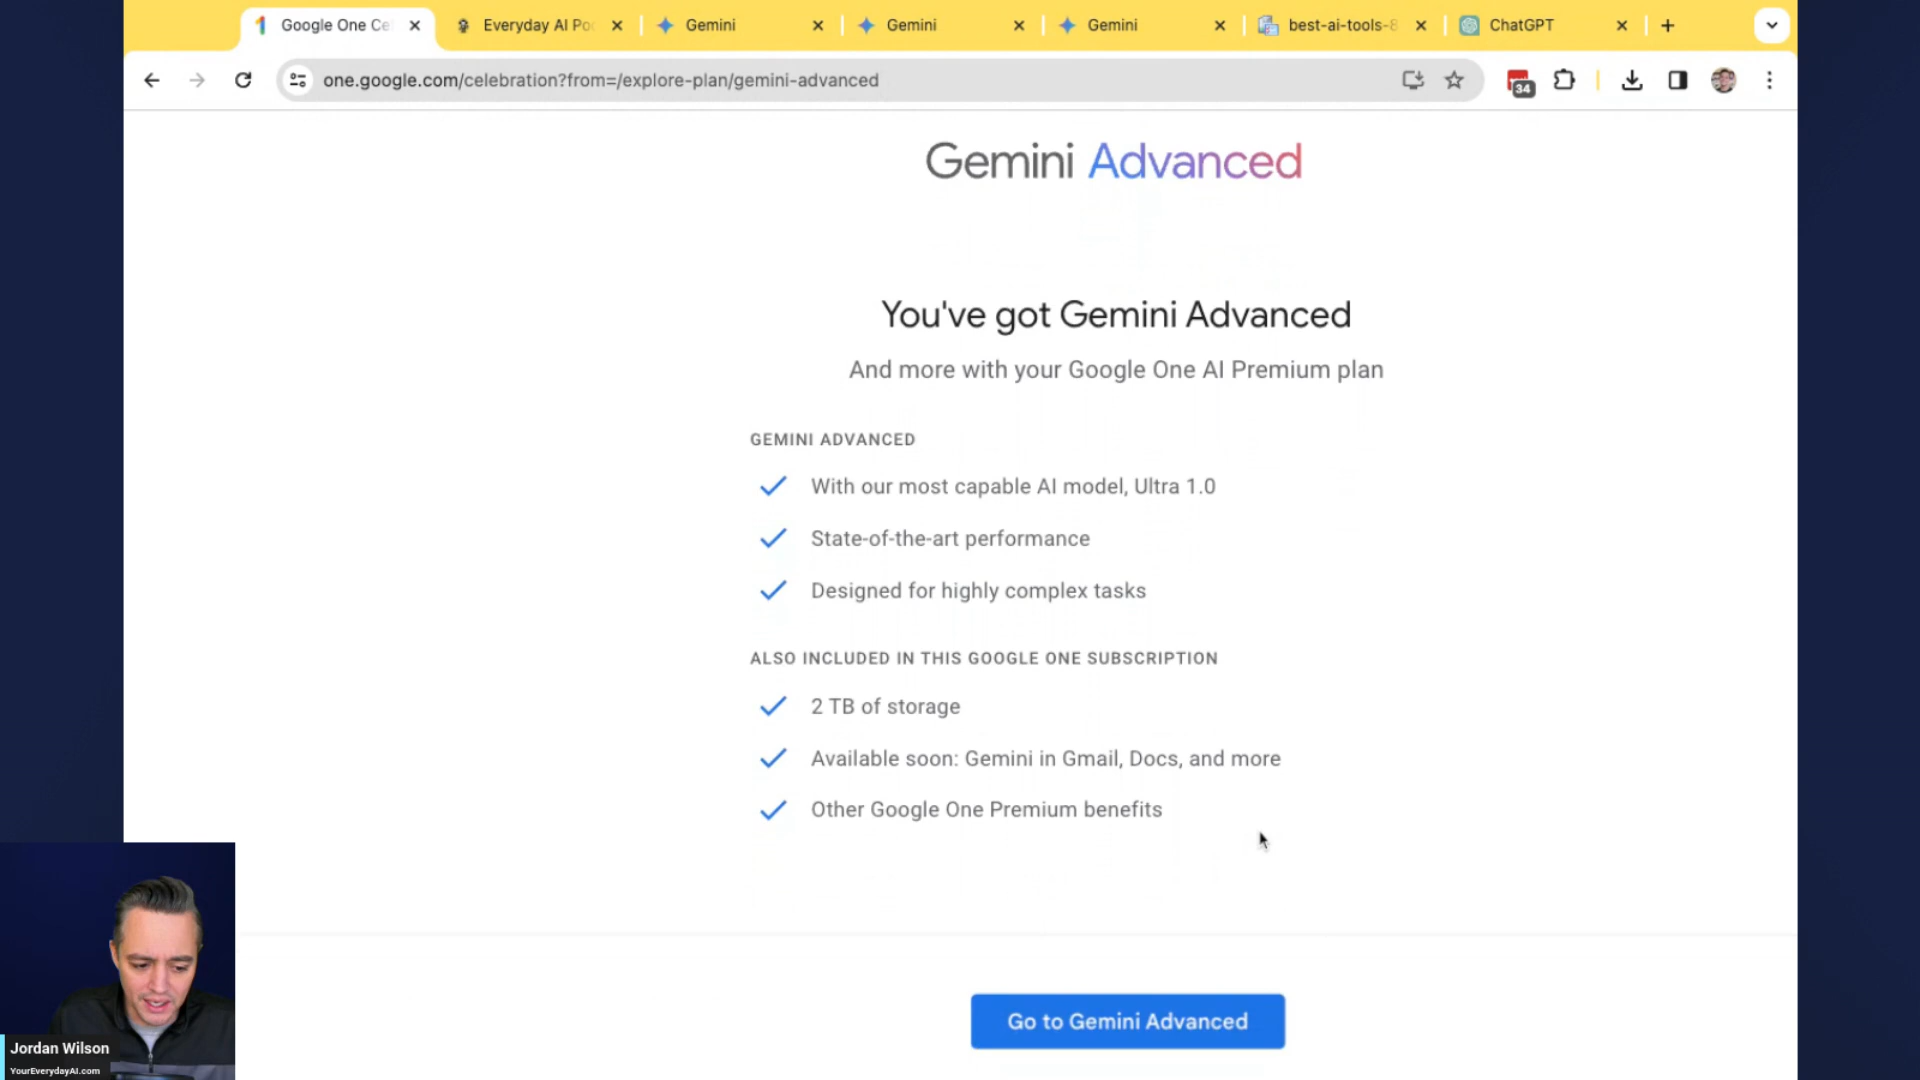 Google One Ce
Everyday AI Po
Gemini
Gemini
Gemini
best-ai-tools-8
ChatGPT
one.google.com/celebration?from=/explore-plan/gemini-advanced
34
Gemini Advanced
You've got Gemini Advanced
And more with your Google One AI Premium plan
GEMINI ADVANCED
With our most capable AI model, Ultra 1.0
State-of-the-art performance
Designed for highly complex tasks
ALSO INCLUDED IN THIS GOOGLE ONE SUBSCRIPTION
2 TB of storage
Available soon: Gemini in Gmail, Docs, and more
Other Google One Premium benefits
Go to Gemini Advanced
Jordan Wilson
YourEverydayAI.com